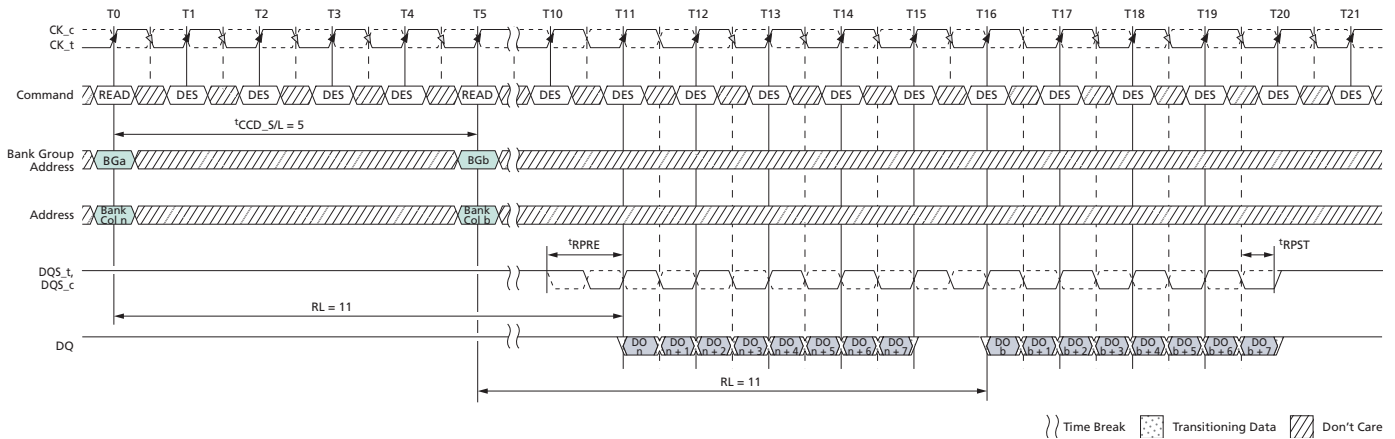 T0 T1 T2 T3 T4 T5 T10 T11 T12 T13 T14 T15 T16 T17 T18 T19 T20 T21
CK_c
CK_t
Command READ DES DES DES DES READ DES DES DES DES DES DES DES DES DES DES DES DES
tCCD_S/L = 5
Bank Group
Address
BGa BGb
Address
Bank
Col n
Bank
Col b
tRPRE tRPST
DQS_t,
DQS_c
RL = 11
DQ
DO
n
DO
n + 1
DO
n + 2
DO
n + 3
DO
n + 4
DO
n + 5
DO
n + 6
DO
n + 7
DO
b
DO
b + 1
DO
b + 2
DO
b + 3
DO
b + 4
DO
b + 5
DO
b + 6
DO
b + 7
RL = 11
Time Break Transitioning Data Don't Care